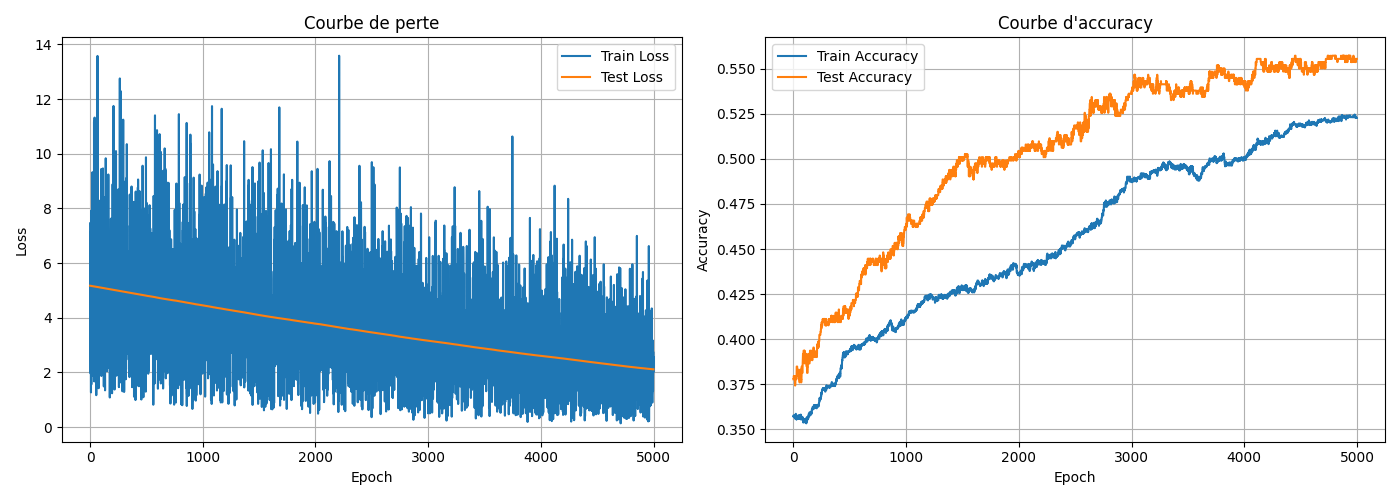 Courbe de perte
14
12
10
8
6
4
2
0
Loss
Train Loss
Test Loss
0 1000 2000 3000 4000 5000
Epoch
Courbe d'accuracy
0.550
0.525
0.500
0.475
0.450
0.425
0.400
0.375
0.350
Accuracy
Train Accuracy
Test Accuracy
0 1000 2000 3000 4000 5000
Epoch